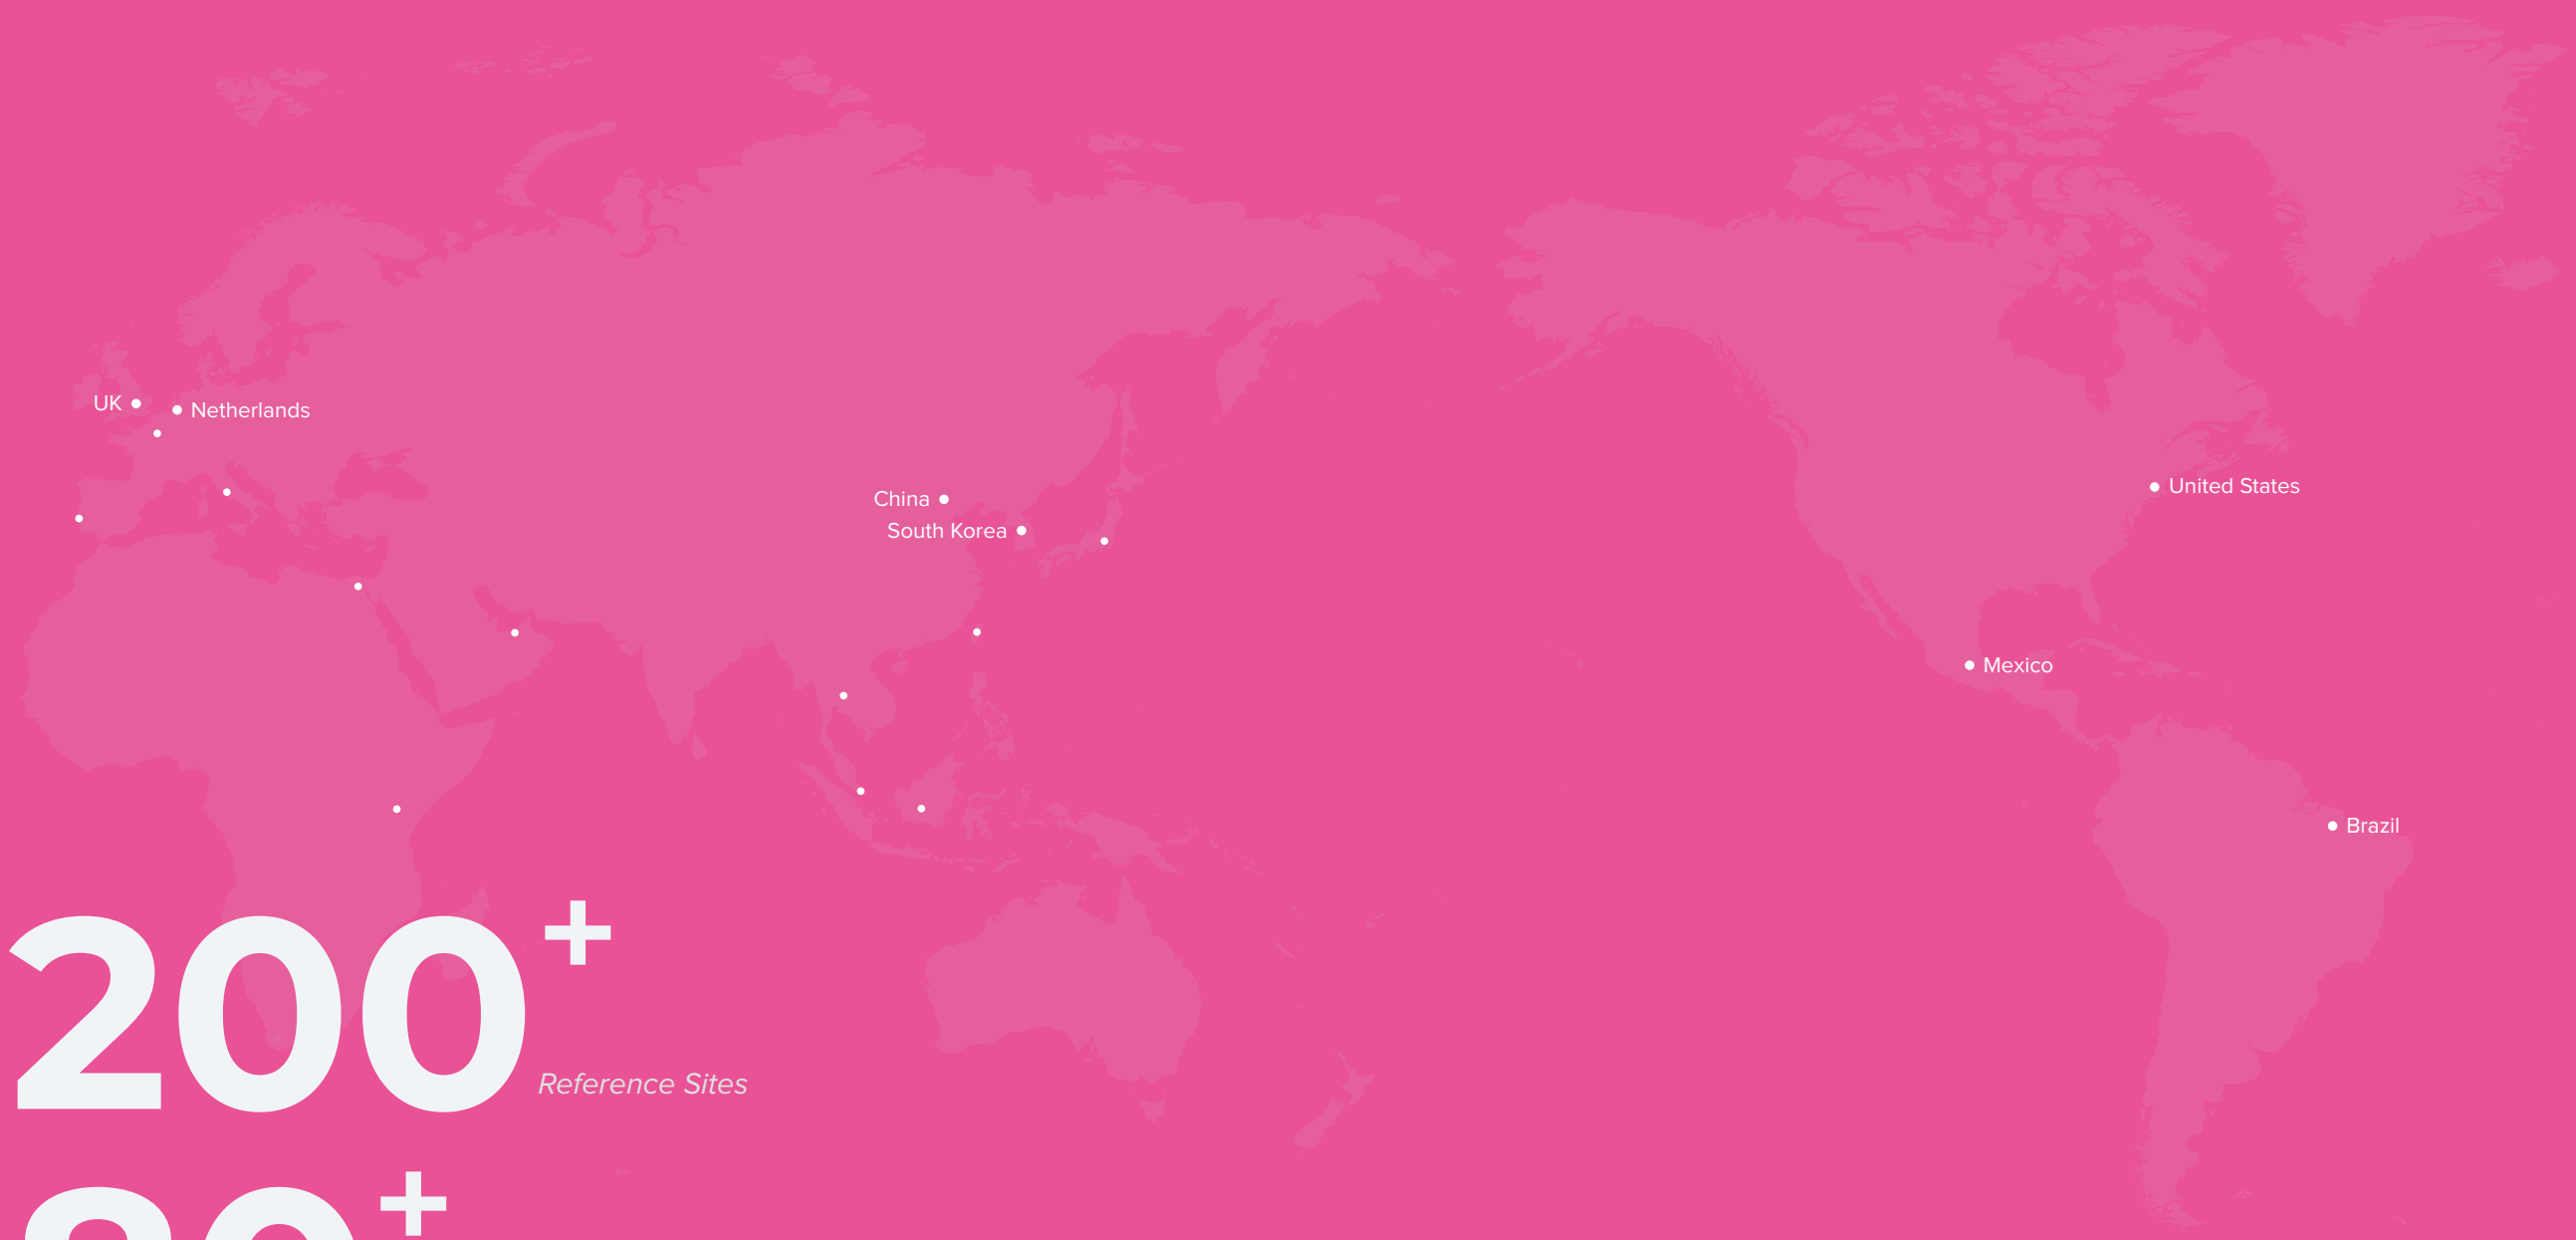 UK
Netherlands
China
South Korea
United States
Mexico
Brazil
200+
Reference Sites
+